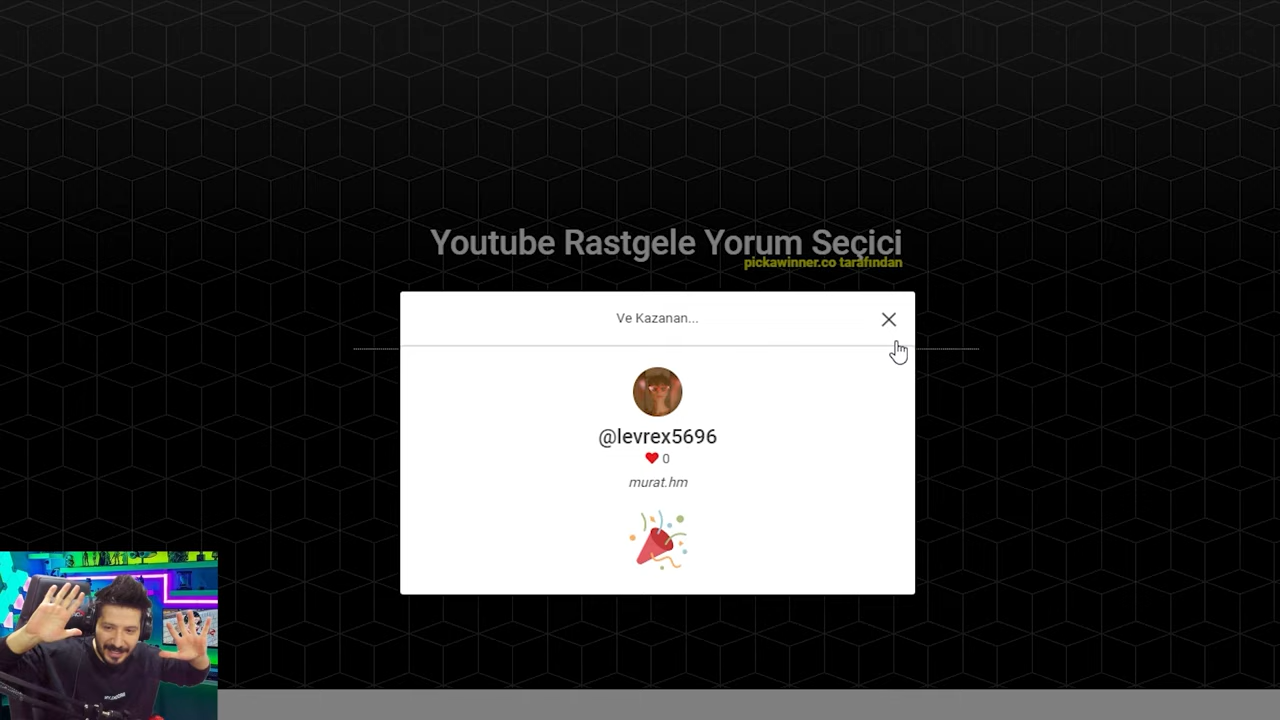 Youtube Rastgele Yorum Seçici
pickawinner.co tarafından
Ve Kazanan...
@levrex5696
0
murat.hm